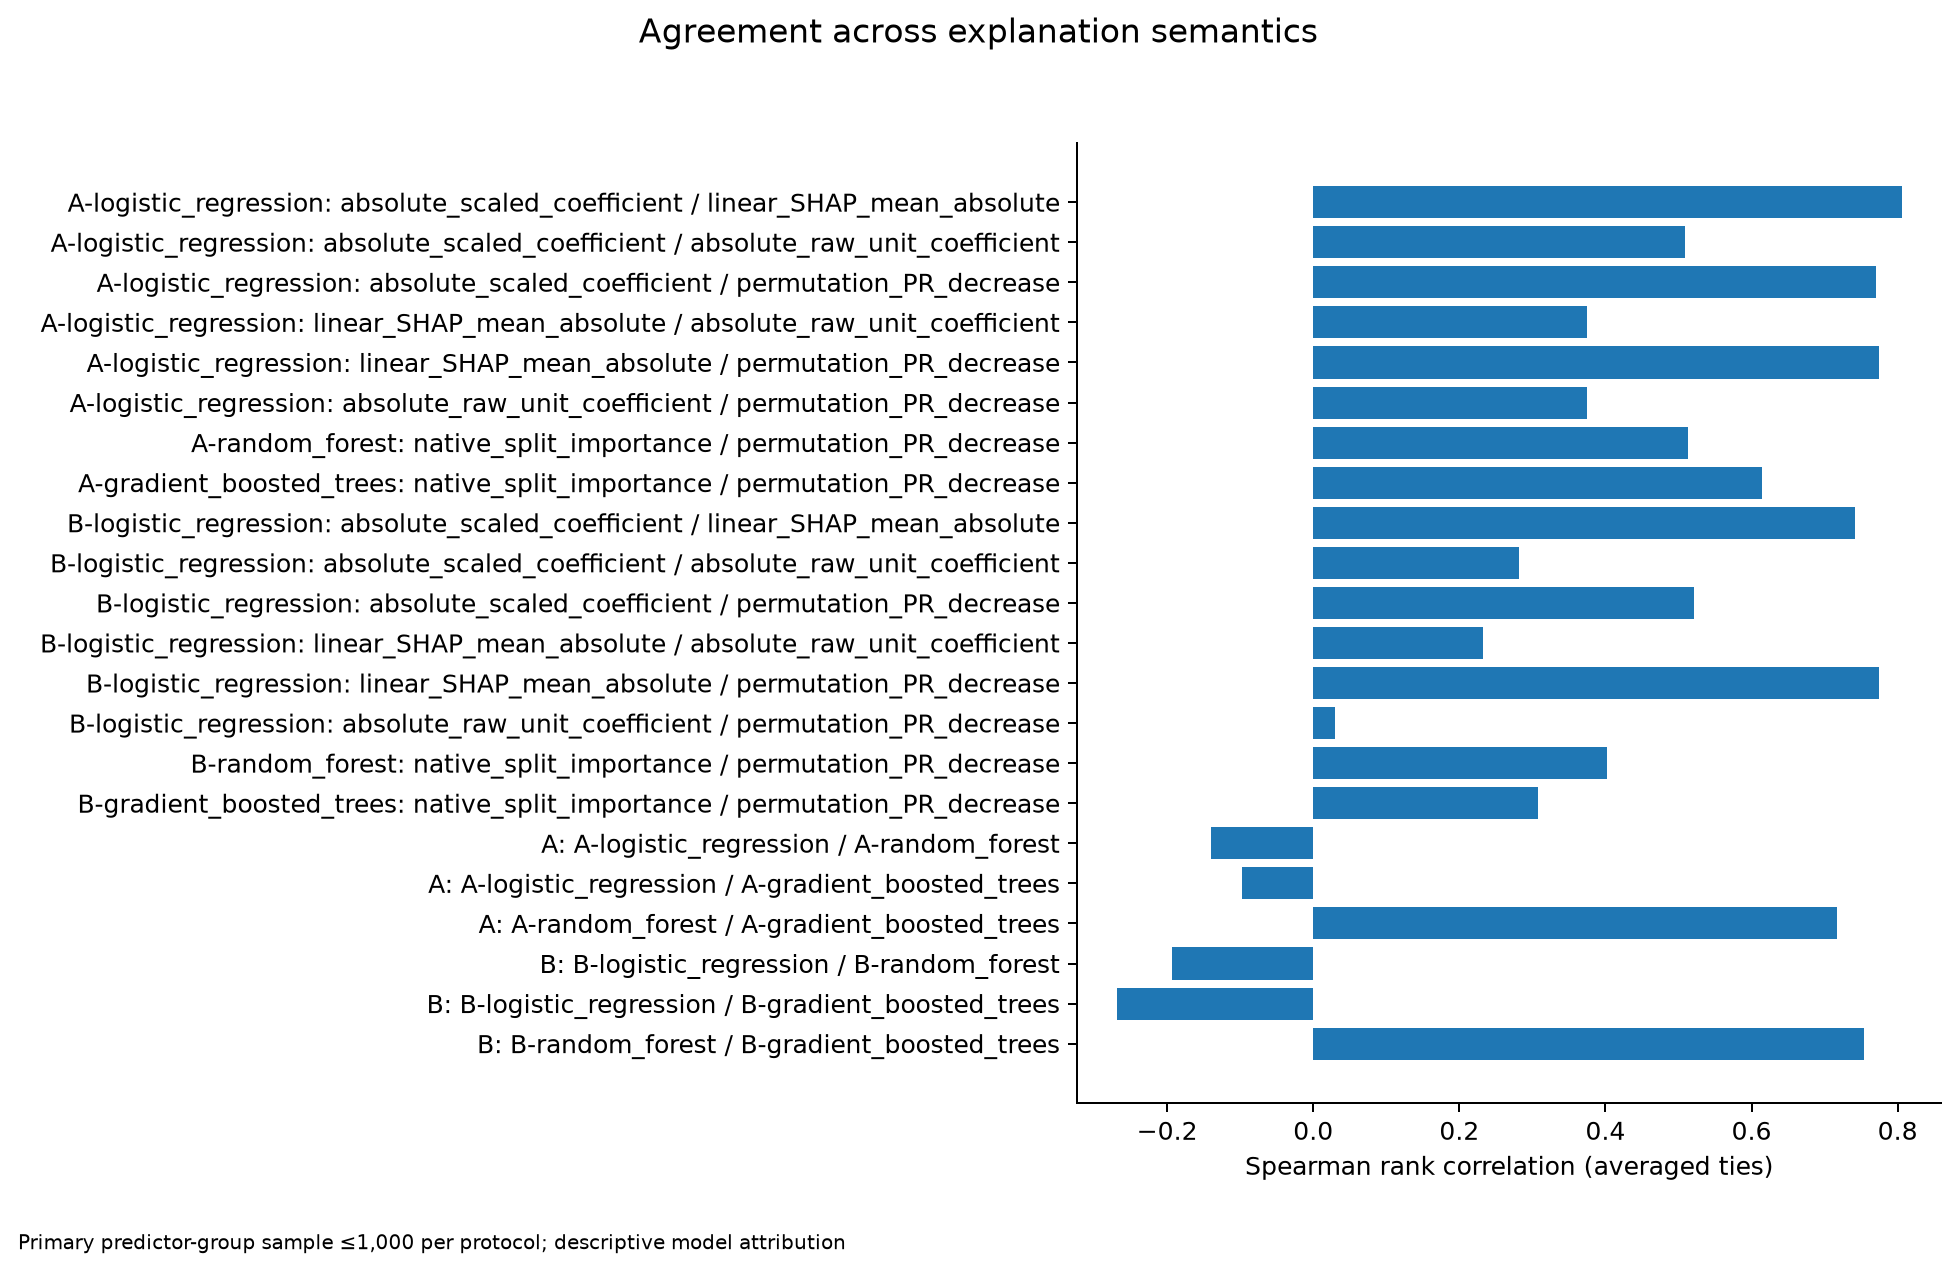 Agreement across explanation semantics
A-logistic_regression: absolute_scaled_coefficient / linear_SHAP_mean_absolute
A-logistic_regression: absolute_scaled_coefficient / absolute_raw_unit_coefficient
A-logistic_regression: absolute_scaled_coefficient / permutation_PR_decrease
A-logistic_regression: linear_SHAP_mean_absolute / absolute_raw_unit_coefficient
A-logistic_regression: linear_SHAP_mean_absolute / permutation_PR_decrease
A-logistic_regression: absolute_raw_unit_coefficient / permutation_PR_decrease
A-random_forest: native_split_importance / permutation_PR_decrease
A-gradient_boosted_trees: native_split_importance / permutation_PR_decrease
B-logistic_regression: absolute_scaled_coefficient / linear_SHAP_mean_absolute
B-logistic_regression: absolute_scaled_coefficient / absolute_raw_unit_coefficient
B-logistic_regression: absolute_scaled_coefficient / permutation_PR_decrease
B-logistic_regression: linear_SHAP_mean_absolute / absolute_raw_unit_coefficient
B-logistic_regression: linear_SHAP_mean_absolute / permutation_PR_decrease
B-logistic_regression: absolute_raw_unit_coefficient / permutation_PR_decrease
B-random_forest: native_split_importance / permutation_PR_decrease
B-gradient_boosted_trees: native_split_importance / permutation_PR_decrease
A: A-logistic_regression / A-random_forest
A: A-logistic_regression / A-gradient_boosted_trees
A: A-random_forest / A-gradient_boosted_trees
B: B-logistic_regression / B-random_forest
B: B-logistic_regression / B-gradient_boosted_trees
B: B-random_forest / B-gradient_boosted_trees
−0.2 0.0 0.2 0.4 0.6 0.8
Spearman rank correlation (averaged ties)
Primary predictor-group sample ≤1,000 per protocol; descriptive model attribution